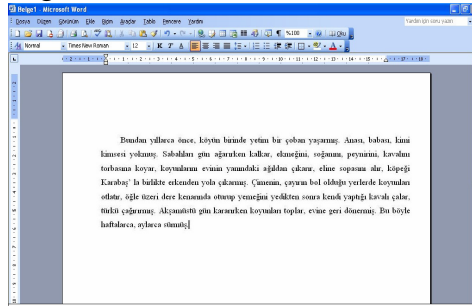 Belge1 - Microsoft Word
Dosya Düzen Görünüm Ekle Biçim Araçlar Tablo Pencere Yardım Yardım için soru yazın
%100 Oku
Normal Times New Roman 12 K T A
Bundan yıllarca önce, köyün birinde yetim bir çoban yaşarmış. Anası, babası, kimi
kimsesi yokmuş. Sabahları gün ağarırken kalkar, ekmeğini, soğanını, peynirini, kavalını
torbasına koyar, koyunlarını evinin yanındaki ağıldan çıkarır, eline sopasını alır, köpeği
Karabaş' la birlikte erkenden yola çıkarmış. Çimenin, çayırın bol olduğu yerlerde koyunları
otlatır, öğle üzeri dere kenarında oturup yemeğini yedikten sonra kendi yaptığı kavalı çalar,
türkü çağırırmış. Akşamüstü gün kararırken koyunları toplar, evine geri dönermiş. Bu böyle
haftalarca, aylarca sürmüş.